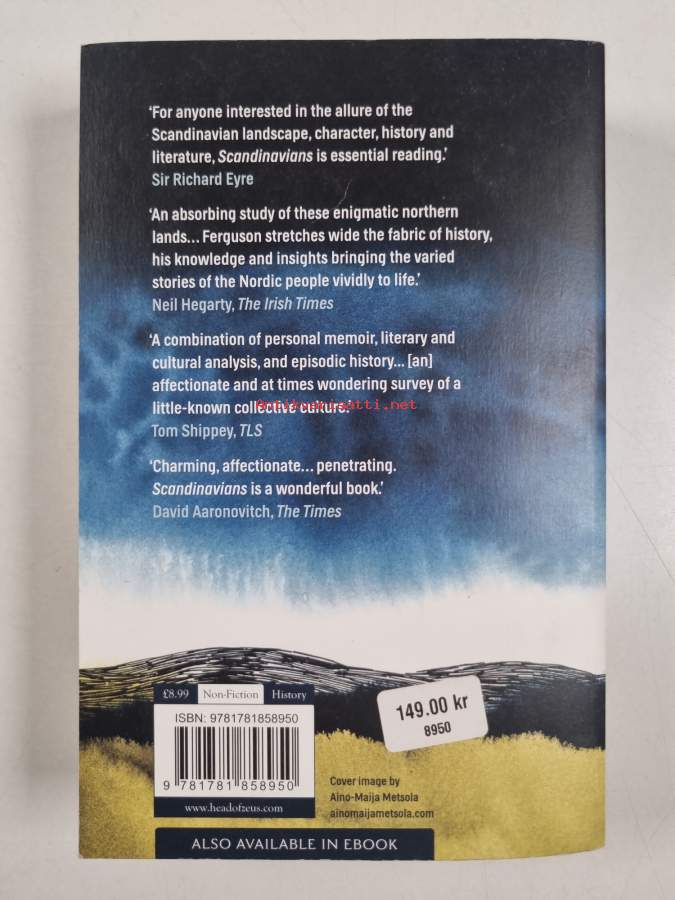 ‘For anyone interested in the allure of the
Scandinavian landscape, character, history and
literature, Scandinavians is essential reading.’
Sir Richard Eyre
‘An absorbing study of these enigmatic northern
lands... Ferguson stretches wide the fabric of history,
his knowledge and insights bringing the varied
stories of the Nordic people vividly to life.’
Neil Hegarty, The Irish Times
‘A combination of personal memoir, literary and
cultural analysis, and episodic history... [an]
affectionate and at times wondering survey of a
little-known collective culture.’
Antikvariaatti.net
Tom Shippey, TLS
‘Charming, affectionate... penetrating.
Scandinavians is a wonderful book.’
David Aaronovitch, The Times
£8.99 Non-Fiction History
ISBN: 9781781858950
9 781781 858950
www.headofzeus.com
149.00 kr
8950
Cover image by
Aino-Maija Metsola
ainomaijametsola.com
ALSO AVAILABLE IN EBOOK